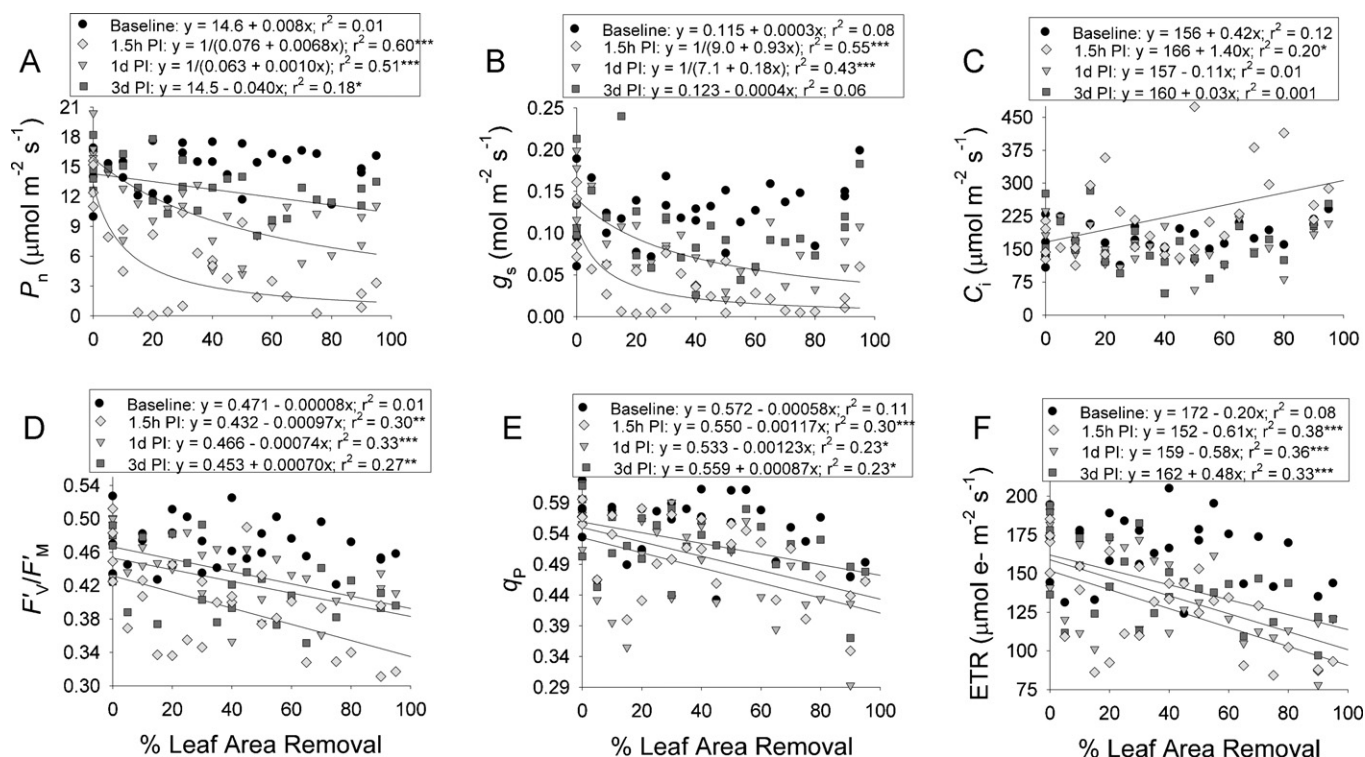 A
Baseline: y = 14.6 + 0.008x; r² = 0.01
1.5h PI: y = 1/(0.076 + 0.0068x); r² = 0.60***
1d PI: y = 1/(0.063 + 0.0010x); r² = 0.51***
3d PI: y = 14.5 - 0.040x; r² = 0.18*
Pn (μmol m⁻² s⁻¹)
21
18
15
12
9
6
3
0
0 20 40 60 80 100
B
Baseline: y = 0.115 + 0.0003x; r² = 0.08
1.5h PI: y = 1/(9.0 + 0.93x); r² = 0.55***
1d PI: y = 1/(7.1 + 0.18x); r² = 0.43***
3d PI: y = 0.123 - 0.0004x; r² = 0.06
gs (mol m⁻² s⁻¹)
0.25
0.20
0.15
0.10
0.05
0.00
0 20 40 60 80 100
C
Baseline: y = 156 + 0.42x; r² = 0.12
1.5h PI: y = 166 + 1.40x; r² = 0.20*
1d PI: y = 157 - 0.11x; r² = 0.01
3d PI: y = 160 + 0.03x; r² = 0.001
Ci (μmol m⁻² s⁻¹)
450
375
300
225
150
75
0
0 20 40 60 80 100
D
Baseline: y = 0.471 - 0.00008x; r² = 0.01
1.5h PI: y = 0.432 - 0.00097x; r² = 0.30**
1d PI: y = 0.466 - 0.00074x; r² = 0.33***
3d PI: y = 0.453 + 0.00070x; r² = 0.27**
F'V/F'M
0.54
0.50
0.46
0.42
0.38
0.34
0.30
0 20 40 60 80 100
% Leaf Area Removal
E
Baseline: y = 0.572 - 0.00058x; r² = 0.11
1.5h PI: y = 0.550 - 0.00117x; r² = 0.30***
1d PI: y = 0.533 - 0.00123x; r² = 0.23*
3d PI: y = 0.559 + 0.00087x; r² = 0.23*
qP
0.59
0.54
0.49
0.44
0.39
0.34
0.29
0 20 40 60 80 100
% Leaf Area Removal
F
Baseline: y = 172 - 0.20x; r² = 0.08
1.5h PI: y = 152 - 0.61x; r² = 0.38***
1d PI: y = 159 - 0.58x; r² = 0.36***
3d PI: y = 162 + 0.48x; r² = 0.33***
ETR (μmol e- m⁻² s⁻¹)
200
175
150
125
100
75
0 20 40 60 80 100
% Leaf Area Removal